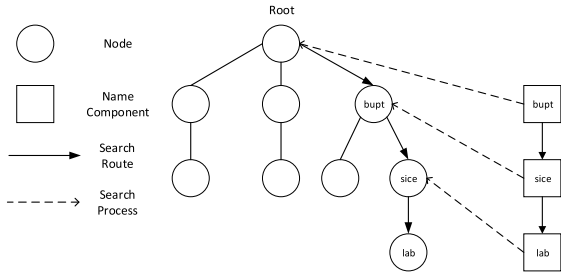 Root
Node
Name
Component
Search
Route
Search
Process
bupt
sice
lab
bupt
sice
lab